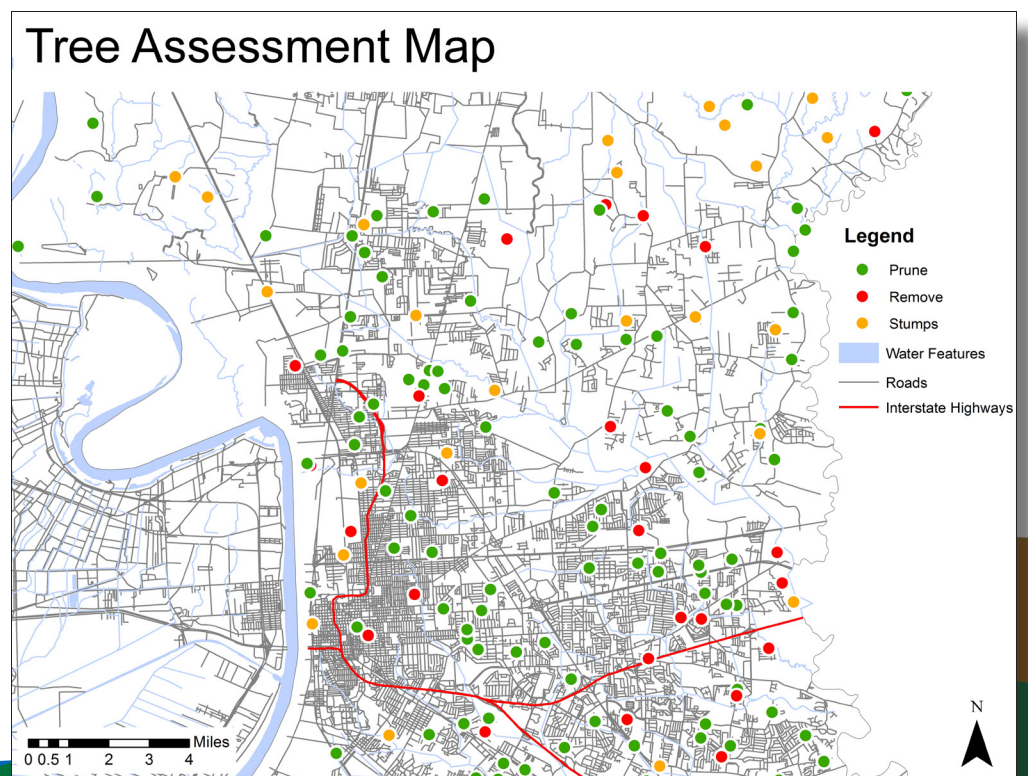 Tree Assessment Map
Legend
Prune
Remove
Stumps
Water Features
Roads
Interstate Highways
N
Miles
0 0.5 1 2 3 4